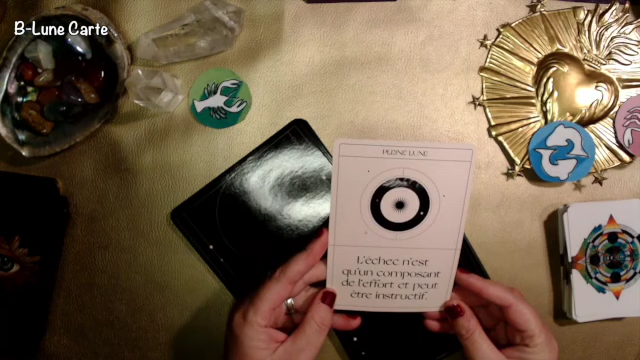 B-Lune Carte
PLEINE LUNE
L'échec n'est
qu'un composant
de l'effort et peut
être instructif.